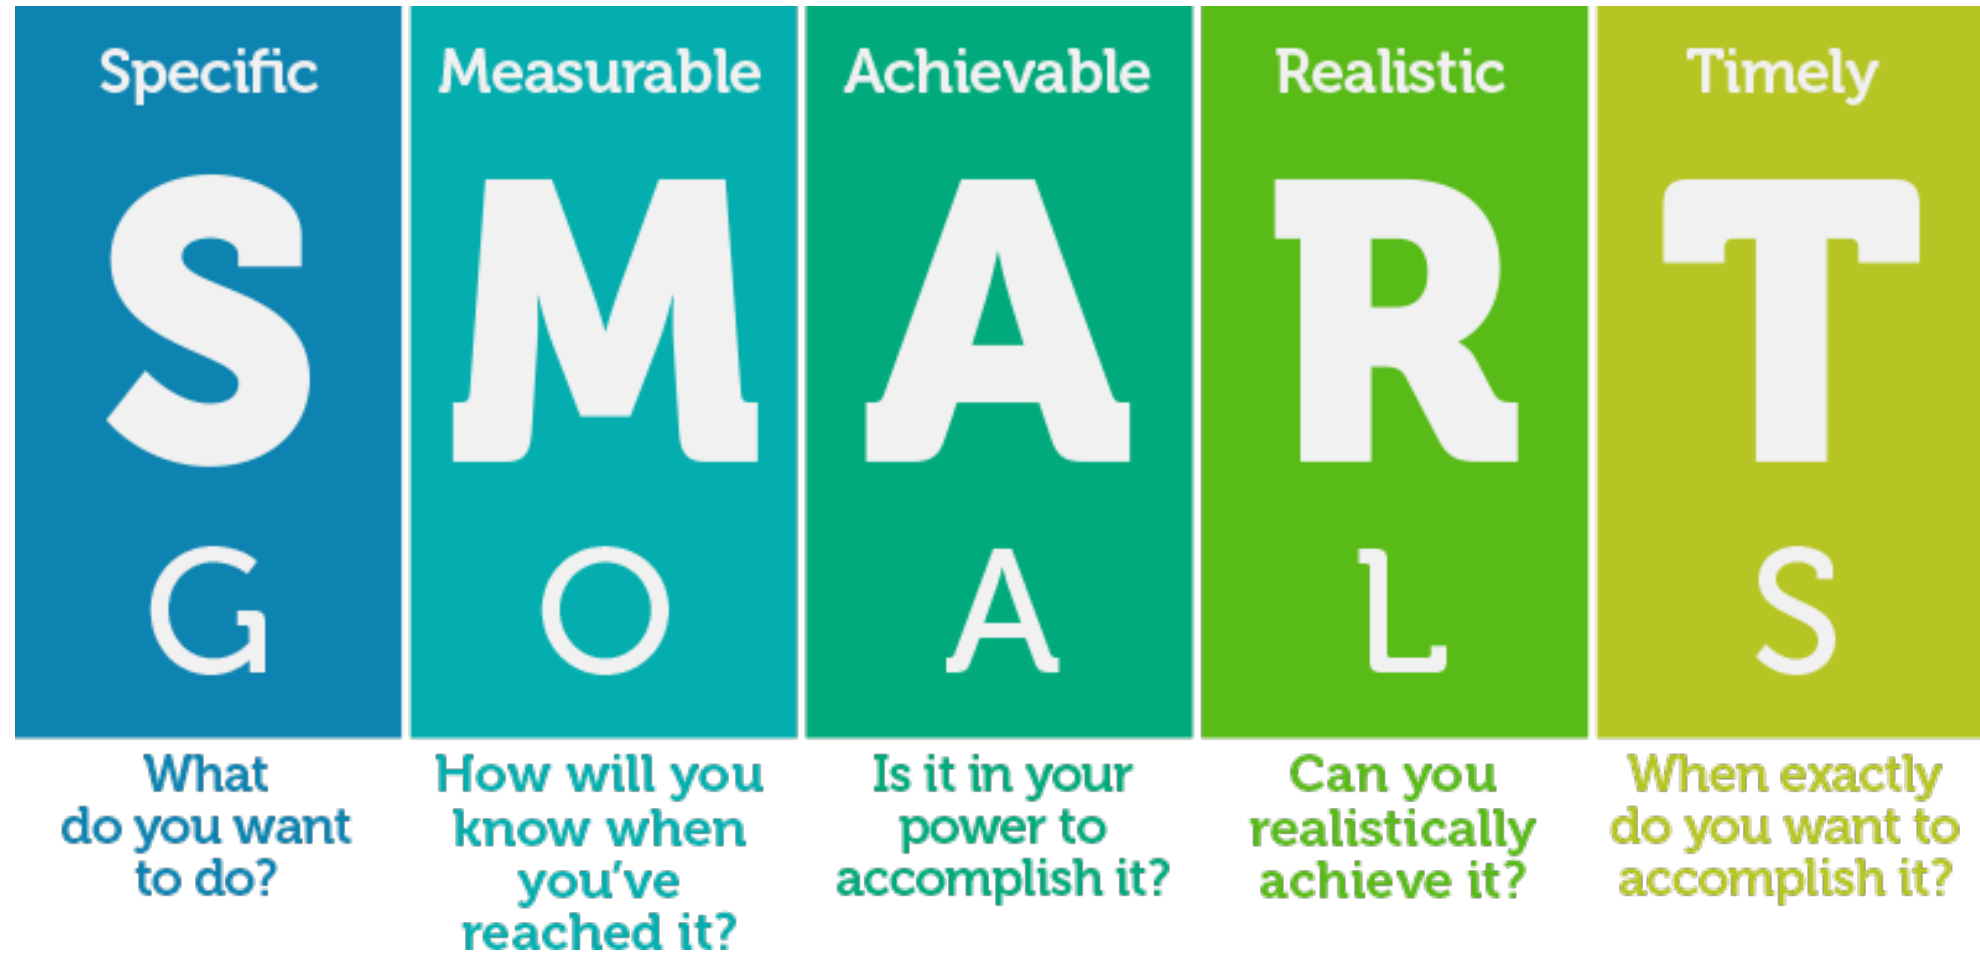 Specific
Measurable
Achievable
Realistic
Timely
S M A R T
G O A L S
What
do you want
to do?
How will you
know when
you've
reached it?
Is it in your
power to
accomplish it?
Can you
realistically
achieve it?
When exactly
do you want to
accomplish it?